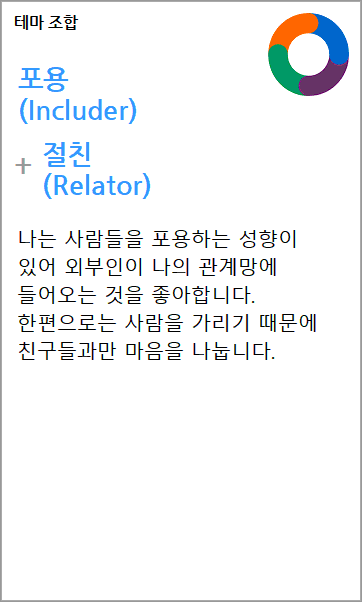 테마 조합
포용
(Includer)
+ 절친
(Relator)
나는 사람들을 포용하는 성향이
있어 외부인이 나의 관계망에
들어오는 것을 좋아합니다.
한편으로는 사람을 가리기 때문에
친구들과만 마음을 나눕니다.